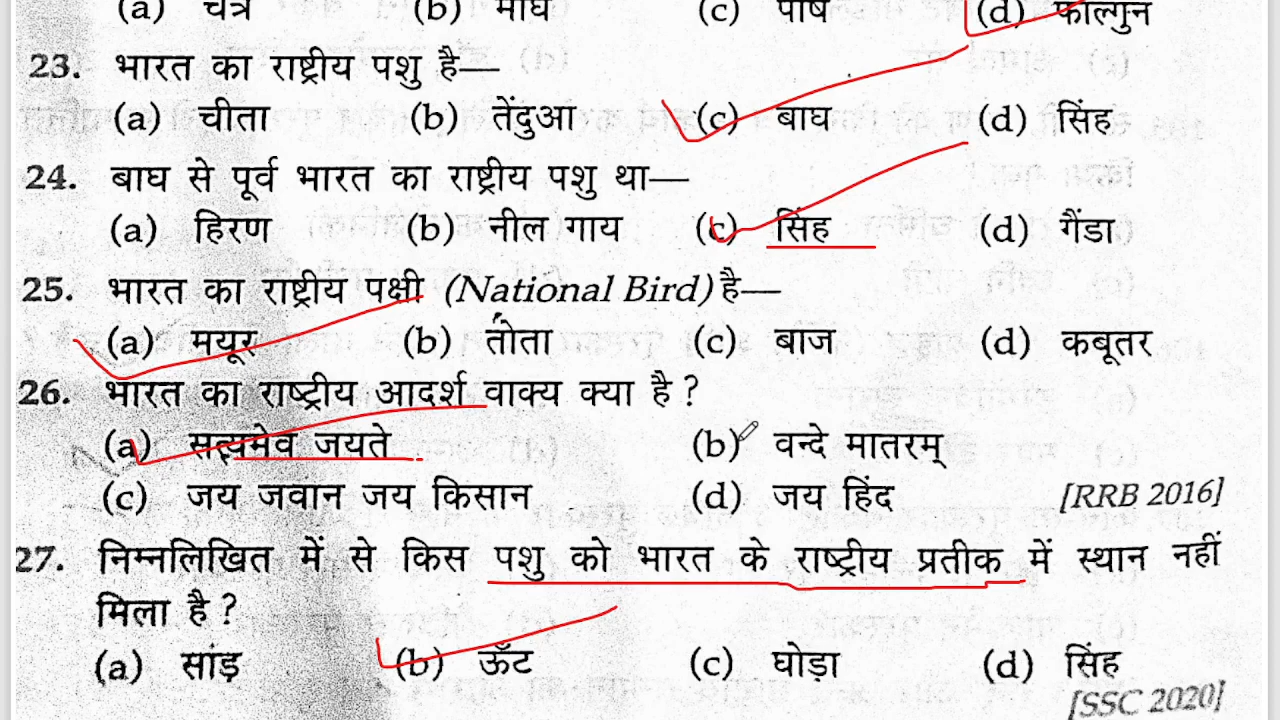 (a) चैत्र (b) माघ (c) पौष (d) फाल्गुन
23. भारत का राष्ट्रीय पशु है—
(a) चीता (b) तेंदुआ (c) बाघ (d) सिंह
24. बाघ से पूर्व भारत का राष्ट्रीय पशु था—
(a) हिरण (b) नील गाय (c) सिंह (d) गैंडा
25. भारत का राष्ट्रीय पक्षी (National Bird) है—
(a) मयूर (b) तोता (c) बाज (d) कबूतर
26. भारत का राष्ट्रीय आदर्श वाक्य क्या है ?
(a) सत्यमेव जयते (b) वन्दे मातरम्
(c) जय जवान जय किसान (d) जय हिंद [RRB 2016]
27. निम्नलिखित में से किस पशु को भारत के राष्ट्रीय प्रतीक में स्थान नहीं
मिला है ?
(a) सांड़ (b) ऊँट (c) घोड़ा (d) सिंह
[SSC 2020]